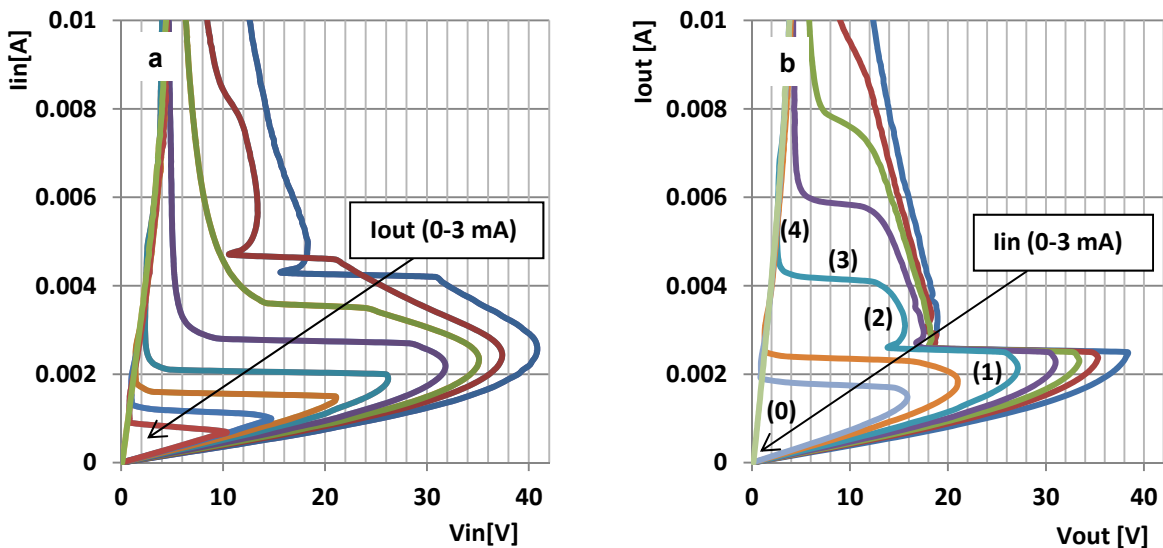 a
Iin[A]
0.01
0.008
0.006
0.004
0.002
0
Iout (0-3 mA)
0 10 20 30 40
Vin[V]
b
Iout [A]
0.01
0.008
0.006
0.004
0.002
0
Iin (0-3 mA)
(4)
(3)
(2)
(1)
(0)
0 10 20 30 40
Vout [V]